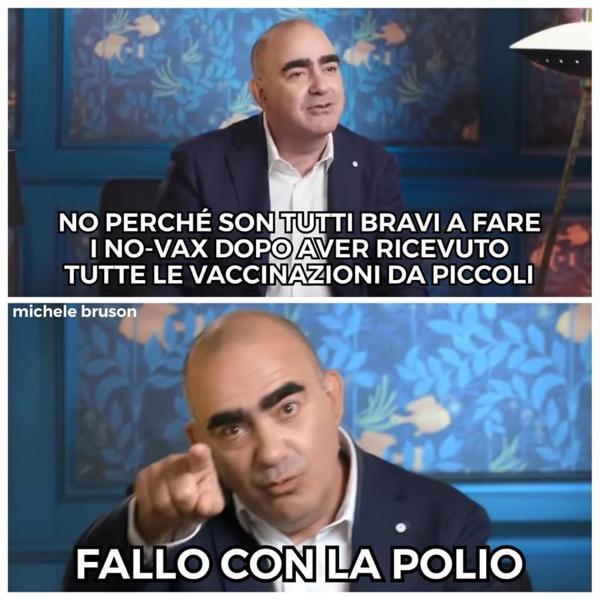 NO PERCHÉ SON TUTTI BRAVI A FARE
I NO-VAX DOPO AVER RICEVUTO
TUTTE LE VACCINAZIONI DA PICCOLI
michele bruson
FALLO CON LA POLIO